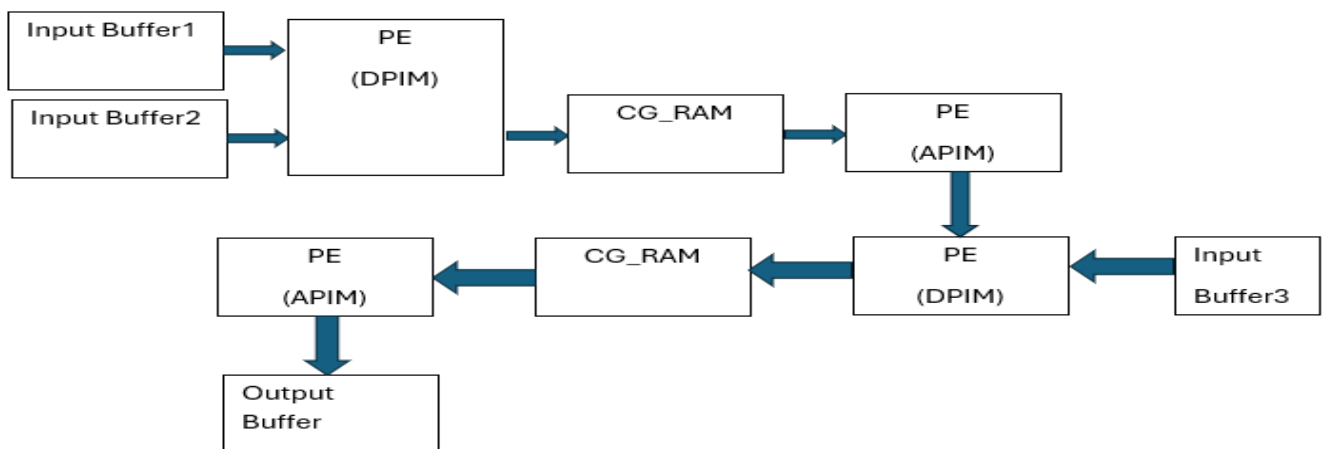 Input Buffer1
Input Buffer2
PE
(DPIM)
CG_RAM
PE
(APIM)
PE
(APIM)
CG_RAM
PE
(DPIM)
Input
Buffer3
Output
Buffer